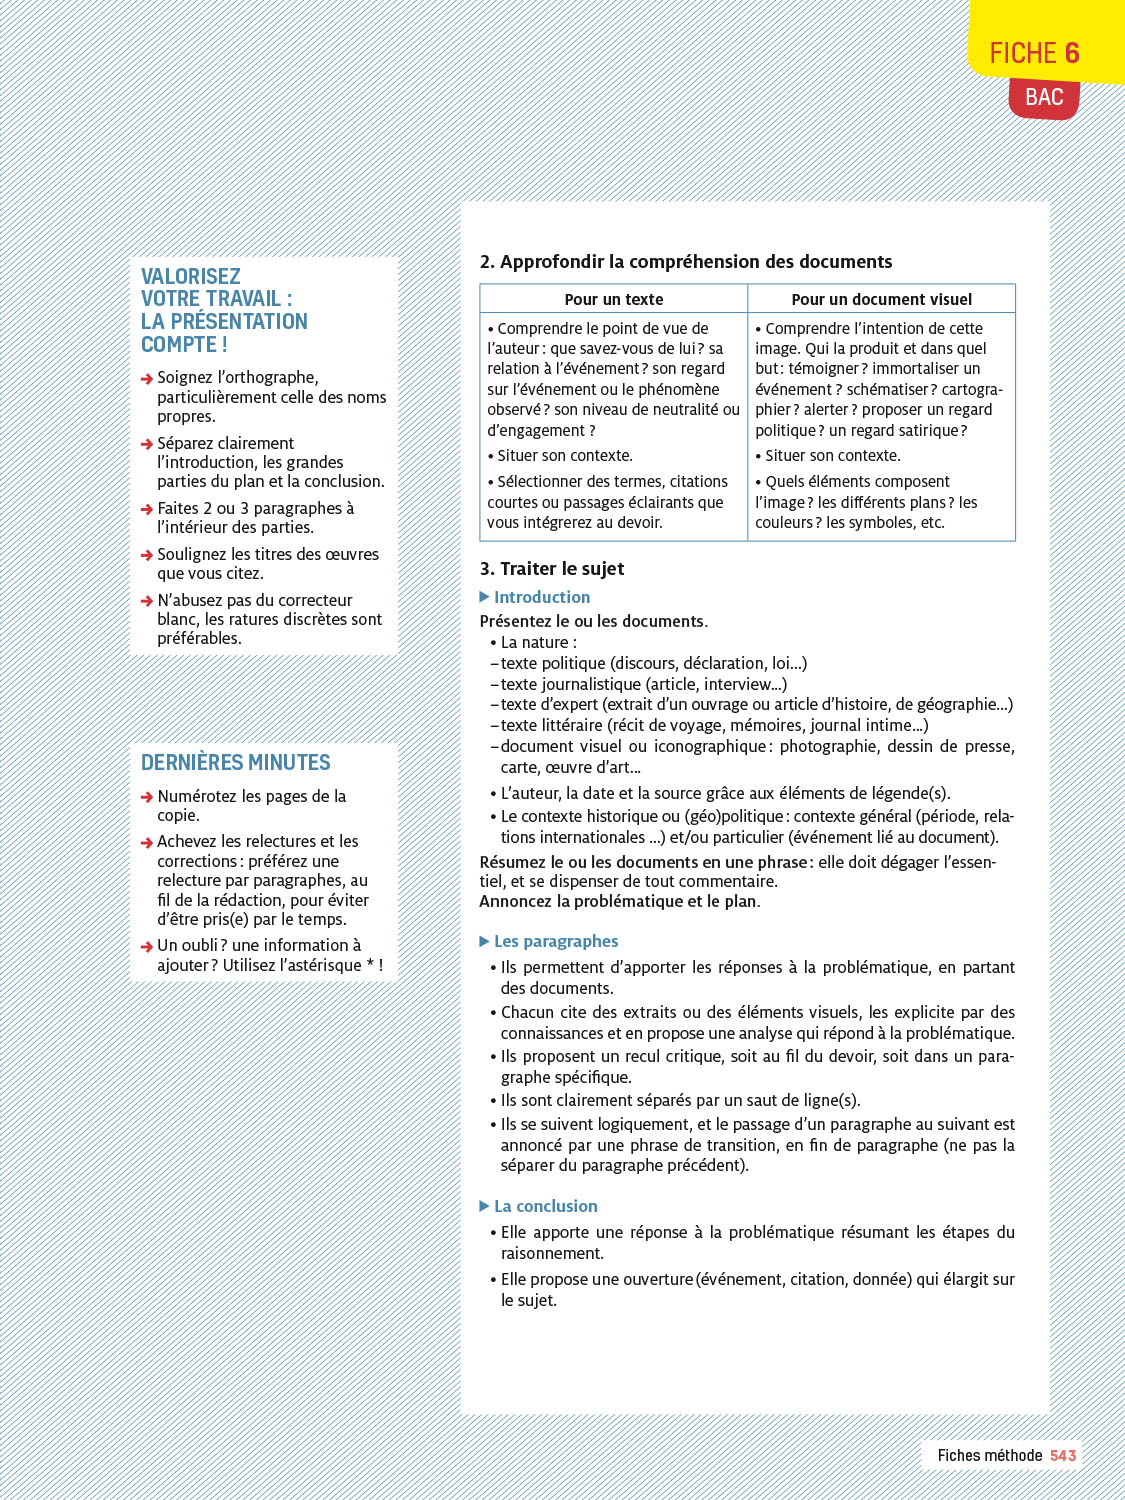 FICHE 6
BAC
VALORISEZ
VOTRE TRAVAIL :
LA PRÉSENTATION
COMPTE !
➔ Soignez l’orthographe,
particulièrement celle des noms
propres.
➔ Séparez clairement
l’introduction, les grandes
parties du plan et la conclusion.
➔ Faites 2 ou 3 paragraphes à
l’intérieur des parties.
➔ Soulignez les titres des œuvres
que vous citez.
➔ N’abusez pas du correcteur
blanc, les ratures discrètes sont
préférables.
DERNIÈRES MINUTES
➔ Numérotez les pages de la
copie.
➔ Achevez les relectures et les
corrections : préférez une
relecture par paragraphes, au
fil de la rédaction, pour éviter
d’être pris(e) par le temps.
➔ Un oubli ? une information à
ajouter ? Utilisez l’astérisque * !
2. Approfondir la compréhension des documents
Pour un texte
• Comprendre le point de vue de
l’auteur : que savez-vous de lui ? sa
relation à l’événement ? son regard
sur l’événement ou le phénomène
observé ? son niveau de neutralité ou
d’engagement ?
• Situer son contexte.
• Sélectionner des termes, citations
courtes ou passages éclairants que
vous intégrerez au devoir.
Pour un document visuel
• Comprendre l’intention de cette
image. Qui la produit et dans quel
but : témoigner ? immortaliser un
événement ? schématiser ? cartogra-
phier ? alerter ? proposer un regard
politique ? un regard satirique ?
• Situer son contexte.
• Quels éléments composent
l’image ? les différents plans ? les
couleurs ? les symboles, etc.
3. Traiter le sujet
▶ Introduction
Présentez le ou les documents.
• La nature :
– texte politique (discours, déclaration, loi...)
– texte journalistique (article, interview...)
– texte d’expert (extrait d’un ouvrage ou article d’histoire, de géographie...)
– texte littéraire (récit de voyage, mémoires, journal intime...)
– document visuel ou iconographique : photographie, dessin de presse,
carte, œuvre d’art...
• L’auteur, la date et la source grâce aux éléments de légende(s).
• Le contexte historique ou (géo)politique : contexte général (période, rela-
tions internationales ...) et/ou particulier (événement lié au document).
Résumez le ou les documents en une phrase : elle doit dégager l’essen-
tiel, et se dispenser de tout commentaire.
Annoncez la problématique et le plan.
▶ Les paragraphes
• Ils permettent d’apporter les réponses à la problématique, en partant
des documents.
• Chacun cite des extraits ou des éléments visuels, les explicite par des
connaissances et en propose une analyse qui répond à la problématique.
• Ils proposent un recul critique, soit au fil du devoir, soit dans un para-
graphe spécifique.
• Ils sont clairement séparés par un saut de ligne(s).
• Ils se suivent logiquement, et le passage d’un paragraphe au suivant est
annoncé par une phrase de transition, en fin de paragraphe (ne pas la
séparer du paragraphe précédent).
▶ La conclusion
• Elle apporte une réponse à la problématique résumant les étapes du
raisonnement.
• Elle propose une ouverture (événement, citation, donnée) qui élargit sur
le sujet.
Fiches méthode 543